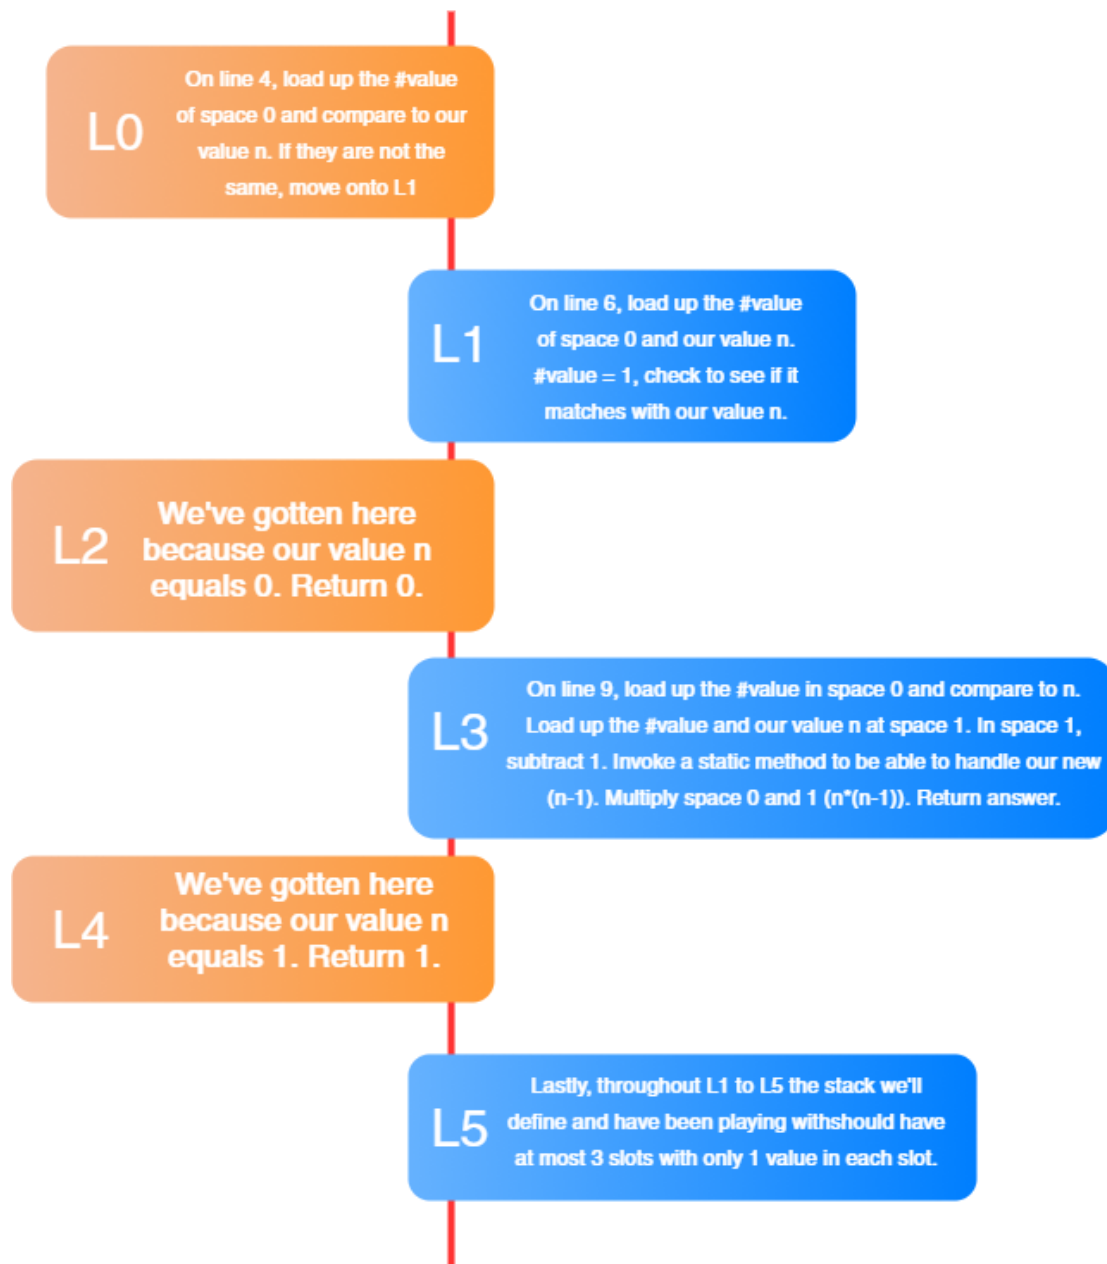 L0
On line 4, load up the #value
of space 0 and compare to our
value n. If they are not the
same, move onto L1
L1
On line 6, load up the #value
of space 0 and our value n.
#value = 1, check to see if it
matches with our value n.
L2
We've gotten here
because our value n
equals 0. Return 0.
L3
On line 9, load up the #value in space 0 and compare to n.
Load up the #value and our value n at space 1. In space 1,
subtract 1. Invoke a static method to be able to handle our new
(n-1). Multiply space 0 and 1 (n*(n-1)). Return answer.
L4
We've gotten here
because our value n
equals 1. Return 1.
L5
Lastly, throughout L1 to L5 the stack we'll
define and have been playing withshould have
at most 3 slots with only 1 value in each slot.